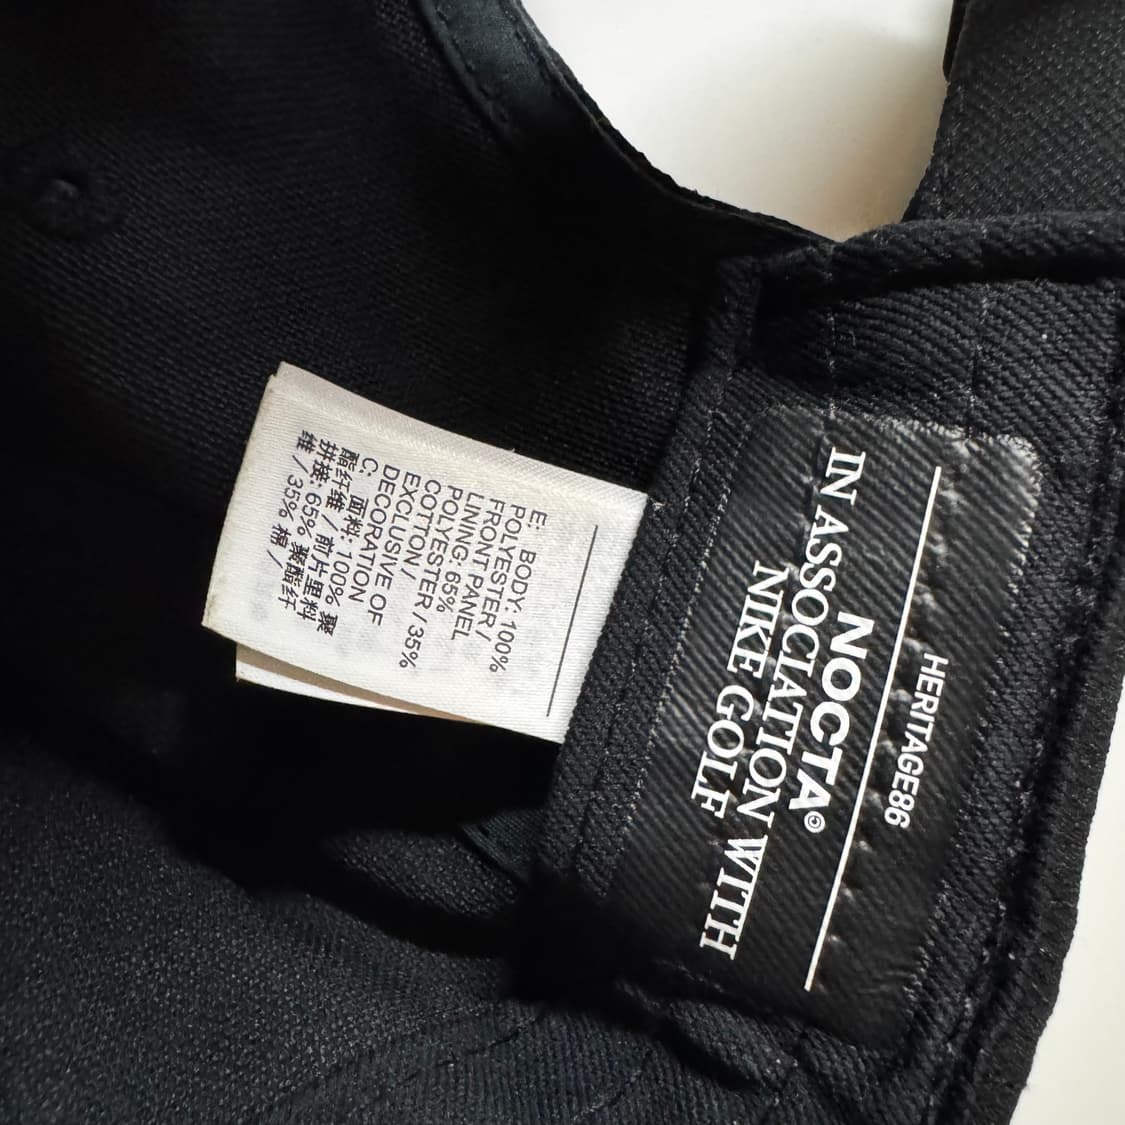 HERITAGE86
NOCTA©
IN ASSOCIATION WITH
NIKE GOLF
E: BODY: 100%
POLYESTER /
FRONT PANEL
LINING: 65%
POLYESTER / 35%
COTTON /
EXCLUSIVE OF
DECORATION
C: 面料: 100% 聚
酯纤维 / 前片里料
拼接: 65% 聚酯纤
维 / 35% 棉 /